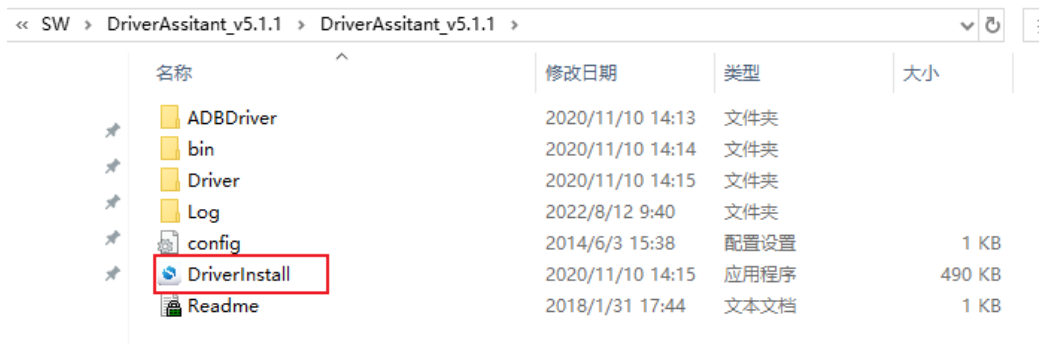 « SW > DriverAssitant_v5.1.1 > DriverAssitant_v5.1.1 >
名称 修改日期 类型 大小
ADBDriver 2020/11/10 14:13 文件夹
bin 2020/11/10 14:14 文件夹
Driver 2020/11/10 14:15 文件夹
Log 2022/8/12 9:40 文件夹
config 2014/6/3 15:38 配置设置 1 KB
DriverInstall 2020/11/10 14:15 应用程序 490 KB
Readme 2018/1/31 17:44 文本文档 1 KB